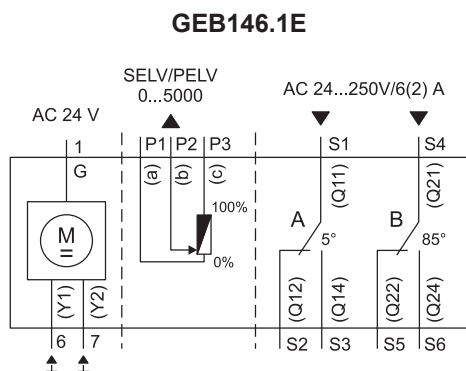 GEB146.1E
SELV/PELV
0...5000
AC 24...250V/6(2) A
AC 24 V
1 P1 P2 P3 S1 S4
G (a) (b) (c) (Q11) (Q21)
100%
M
=
A 5° B 85°
0%
(Y1) (Y2) (Q12) (Q14) (Q22) (Q24)
6 7 S2 S3 S5 S6